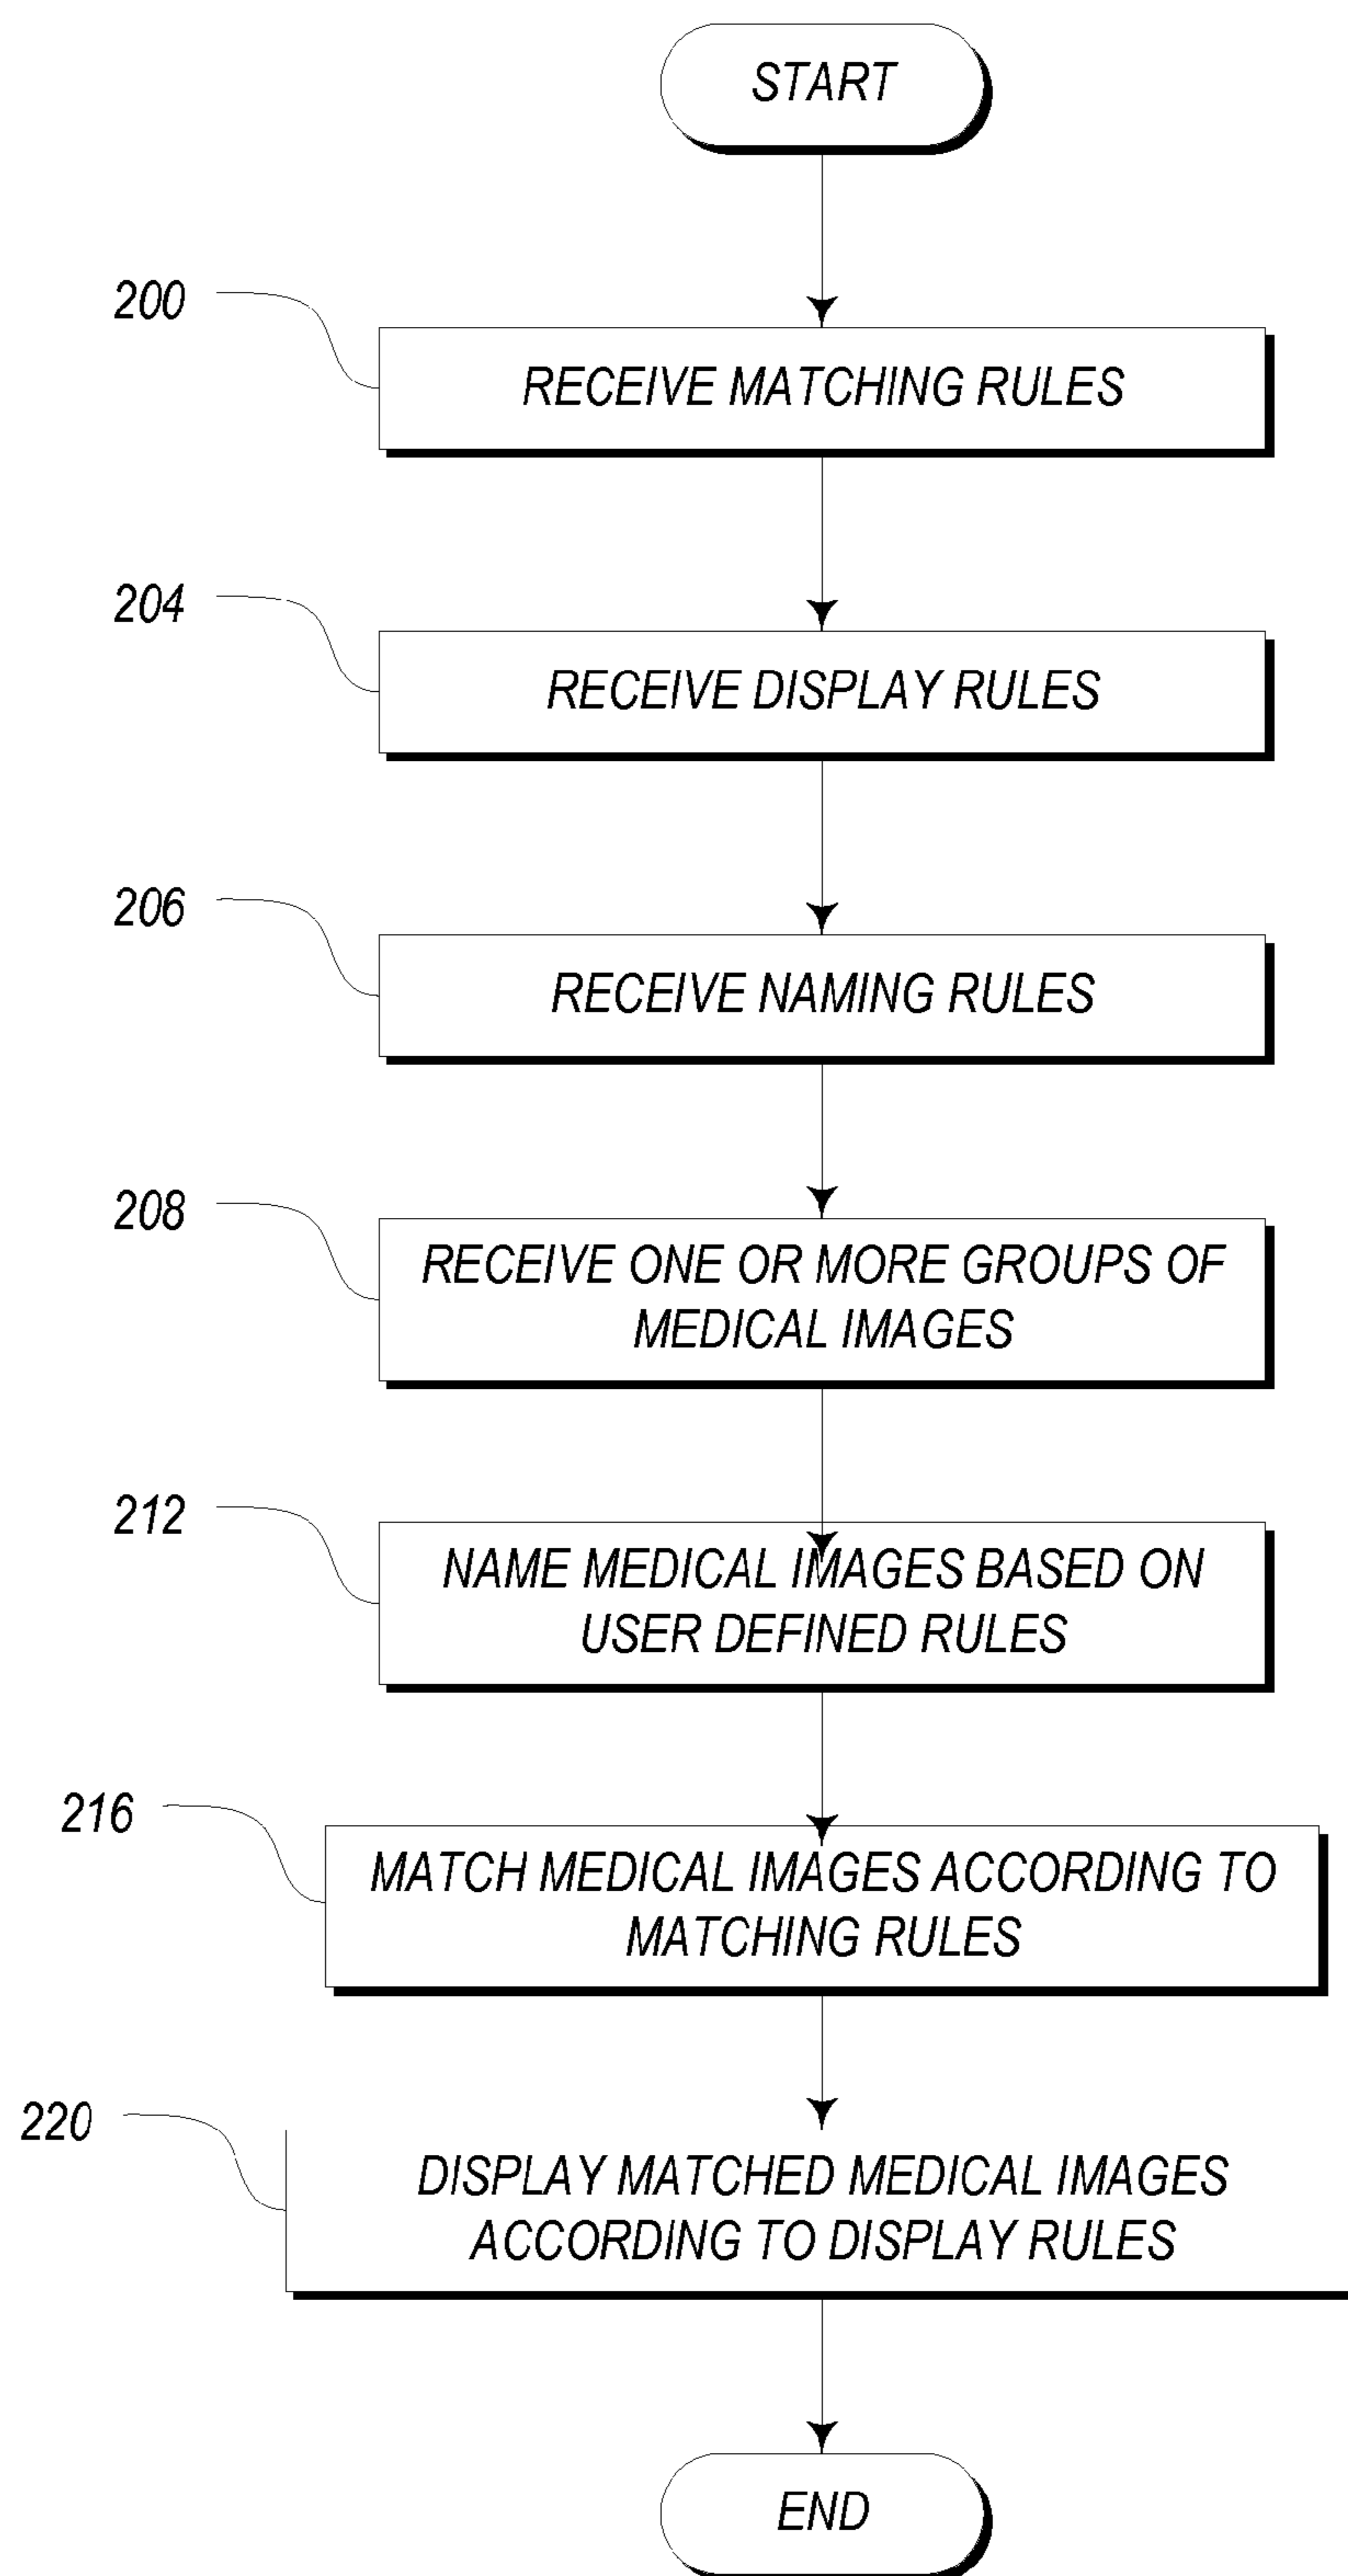 START
200
RECEIVE MATCHING RULES
204
RECEIVE DISPLAY RULES
206
RECEIVE NAMING RULES
208
RECEIVE ONE OR MORE GROUPS OF
MEDICAL IMAGES
212
NAME MEDICAL IMAGES BASED ON
USER DEFINED RULES
216
MATCH MEDICAL IMAGES ACCORDING TO
MATCHING RULES
220
DISPLAY MATCHED MEDICAL IMAGES
ACCORDING TO DISPLAY RULES
END